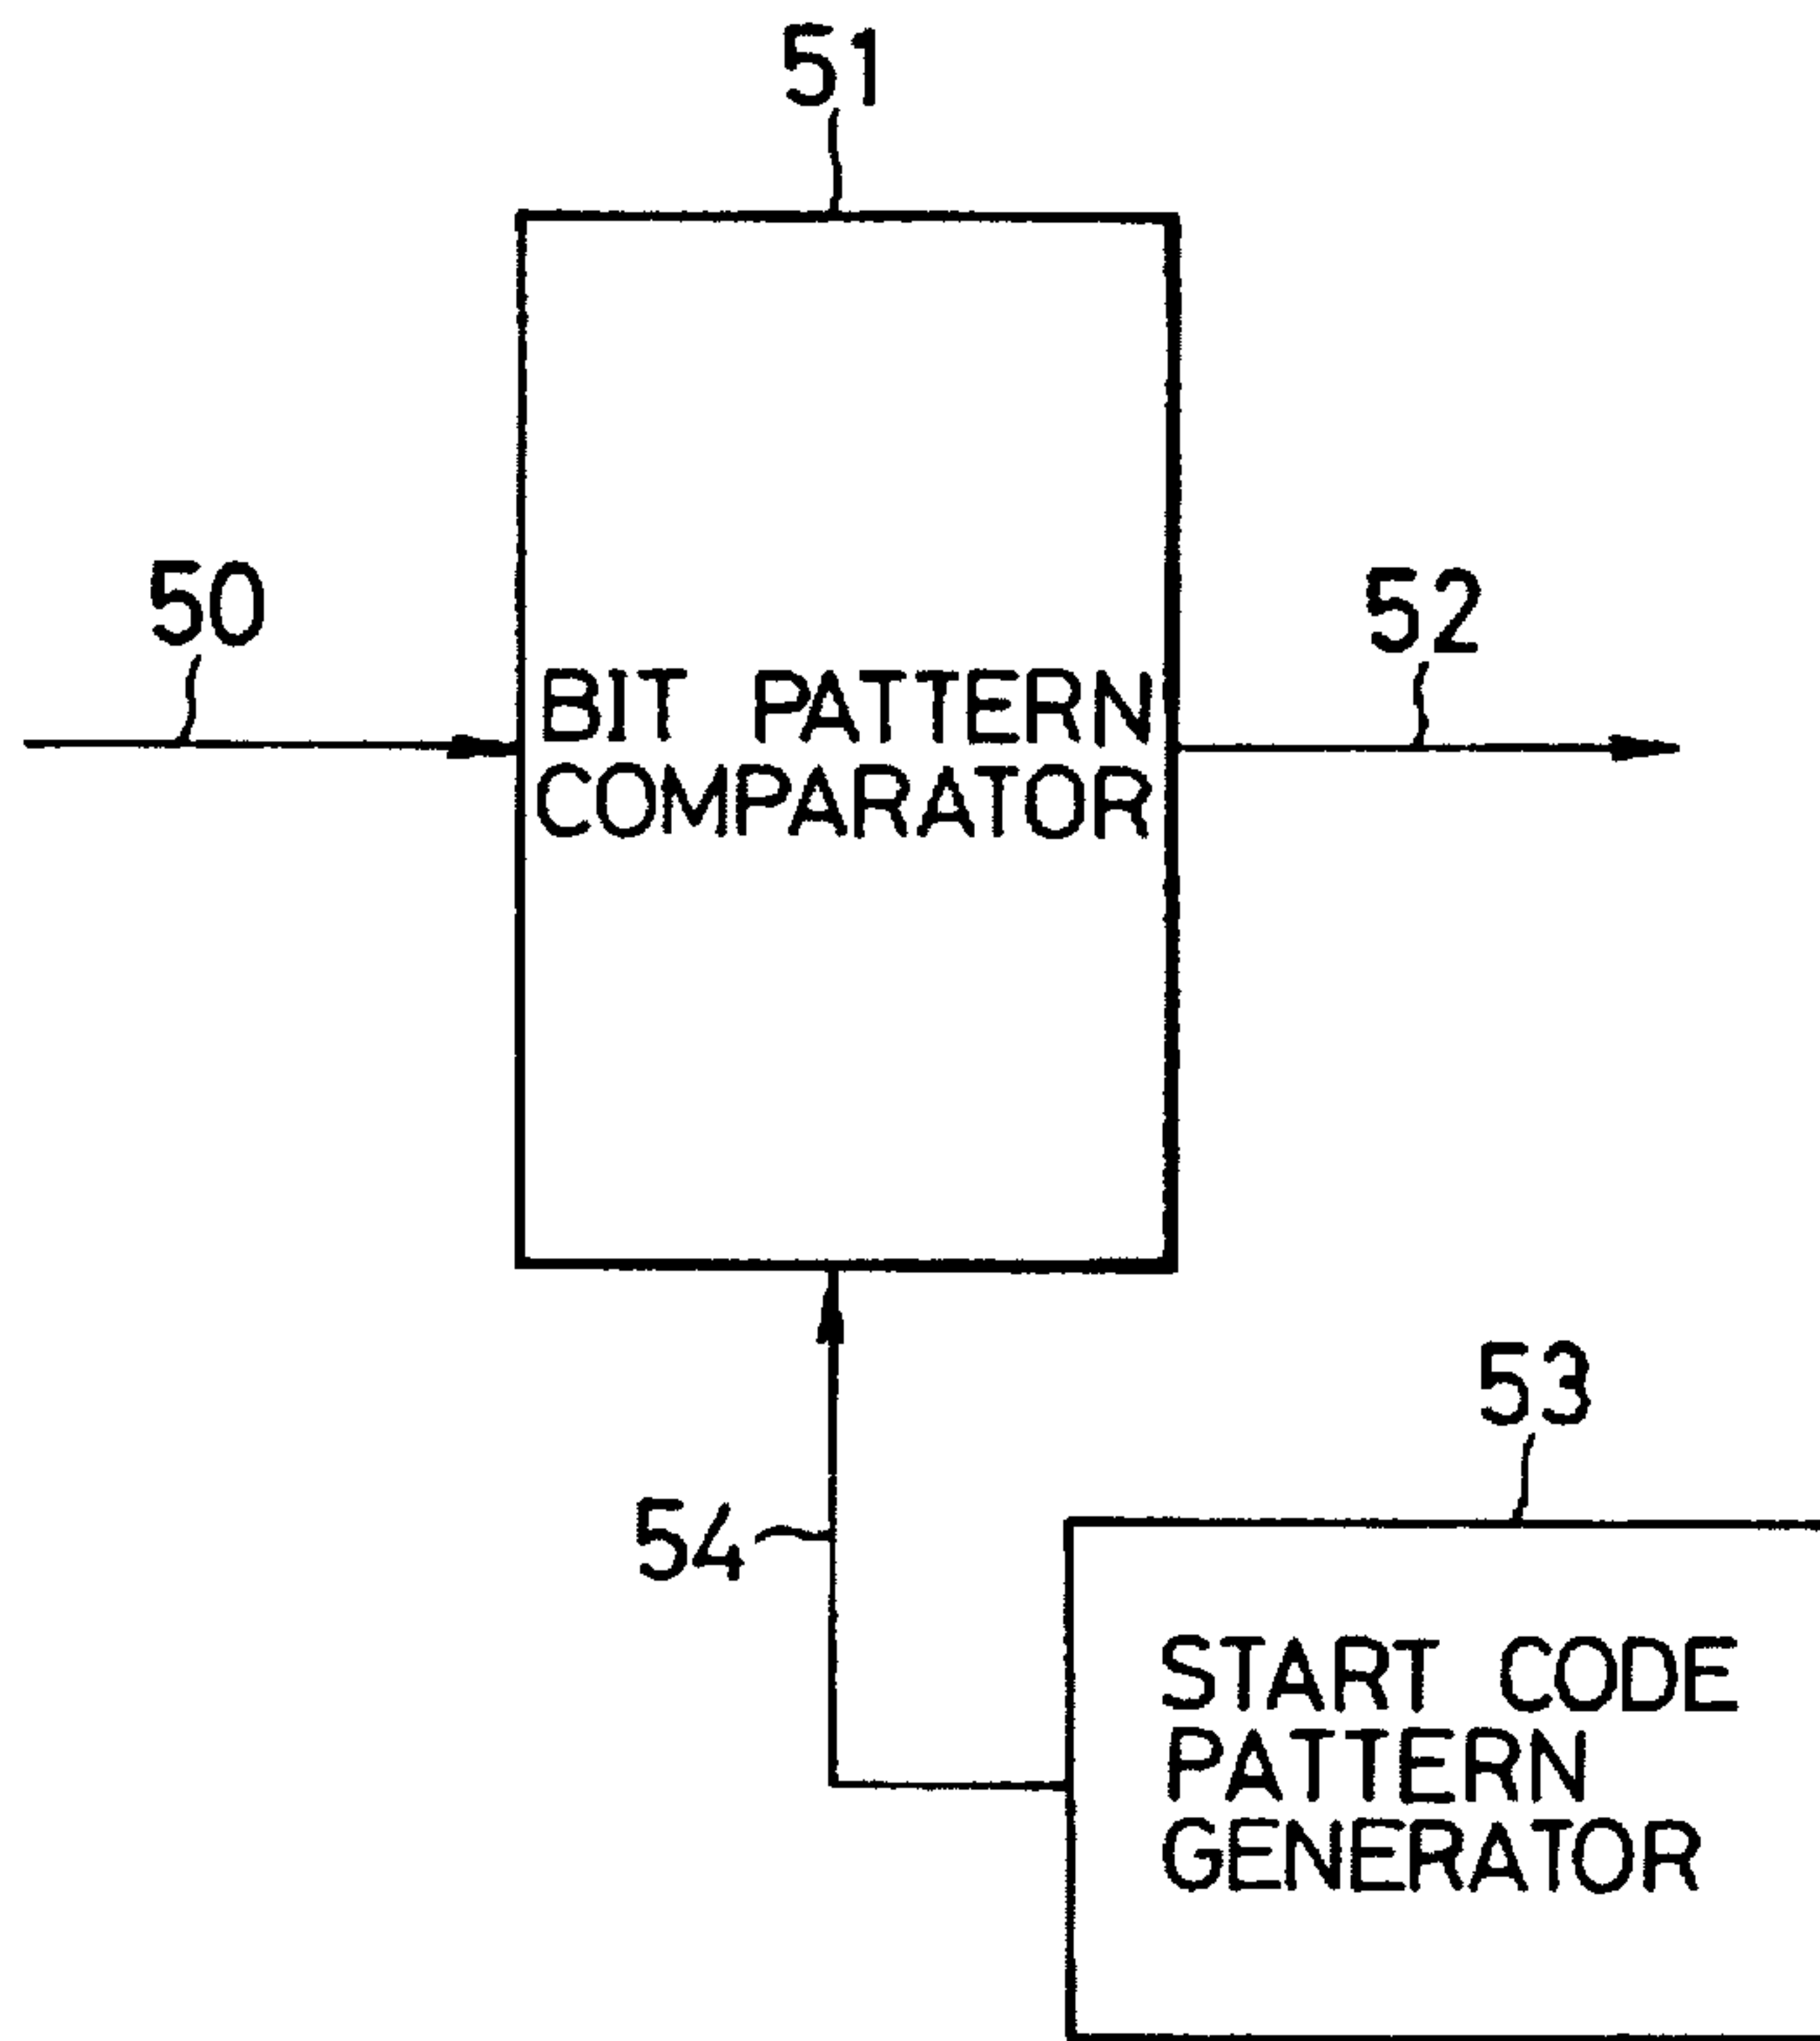 51
50
52
BIT PATTERN
COMPARATOR
53
54
START CODE
PATTERN
GENERATOR